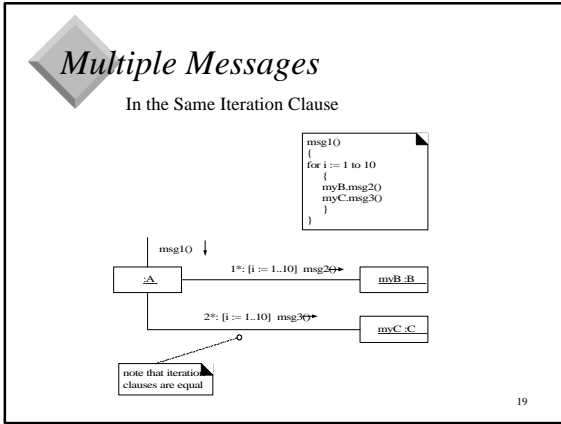 Multiple Messages
In the Same Iteration Clause
msg1()
{
for i := 1 to 10
{
myB.msg2()
myC.msg3()
}
}
msg1()
:A
1*: [i := 1..10] msg2()
myB :B
2*: [i := 1..10] msg3()
myC :C
note that iteration
clauses are equal
19